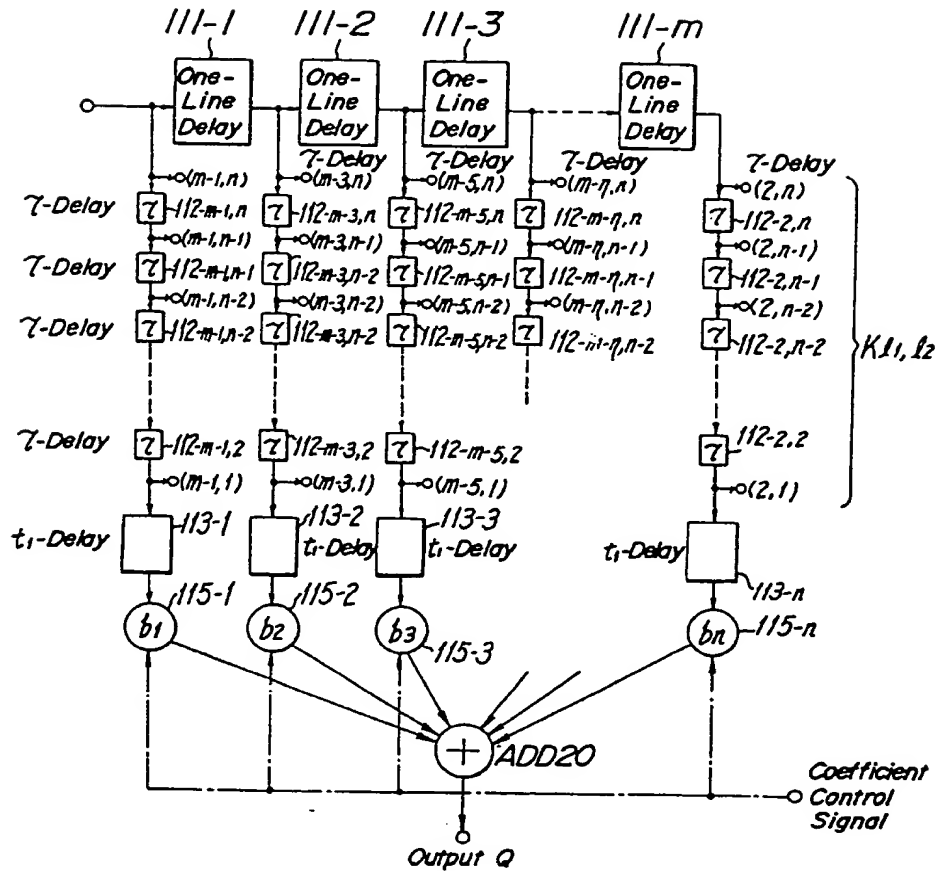 111-1 111-2 111-3 111-m
One-Line Delay One-Line Delay One-Line Delay One-Line Delay
τ-Delay τ-Delay τ-Delay τ-Delay
(m-1,n) (m-3,n) (m-5,n) (m-η,n) (2,n)
τ-Delay τ 112-m-1,n τ 112-m-3,n τ 112-m-5,n τ 112-m-η,n τ 112-2,n
(m-1,n-1) (m-3,n-1) (m-5,n-1) (m-η,n-1) (2,n-1)
τ-Delay τ 112-m-1,n-1 τ 112-m-3,n-2 τ 112-m-5,n-1 τ 112-m-η,n-1 τ 112-2,n-1
(m-1,n-2) (m-3,n-2) (m-5,n-2) (m-η,n-2) (2,n-2)
τ-Delay τ 112-m-1,n-2 τ 112-m-3,n-2 τ 112-m-5,n-2 τ 112-m-η,n-2 τ 112-2,n-2
Kℓ1, ℓ2
τ-Delay τ 112-m-1,2 τ 112-m-3,2 τ 112-m-5,2 τ 112-2,2
(m-1,1) (m-3,1) (m-5,1) (2,1)
113-1 113-2 113-3
t1-Delay t1-Delay t1-Delay t1-Delay
113-n
115-1 115-2
b1 b2 b3 bn 115-n
115-3
+ ADD20
Coefficient
Control
Signal
Output Q